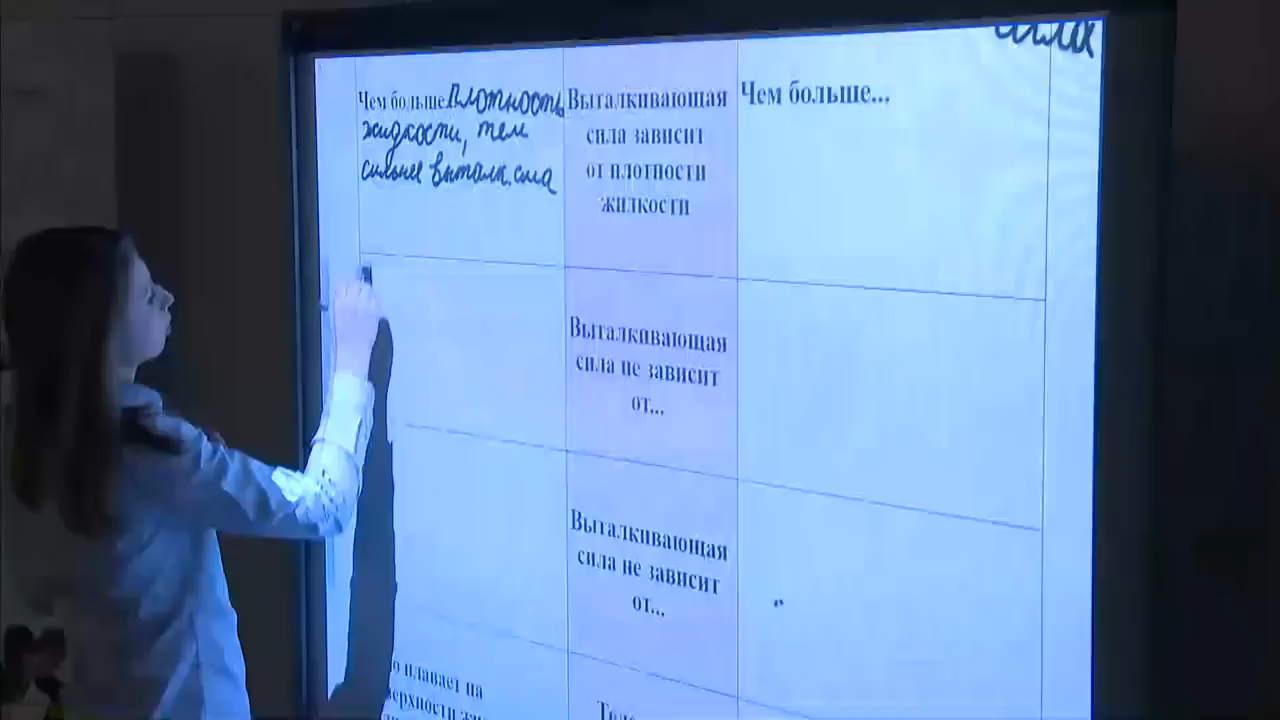 сила
Чем больше плотность
жидкости, тем
сильнее выталк. сила
Выталкивающая
сила зависит
от плотности
жидкости
Чем больше...
Выталкивающая
сила не зависит
от...
Выталкивающая
сила не зависит
от...
плавает на